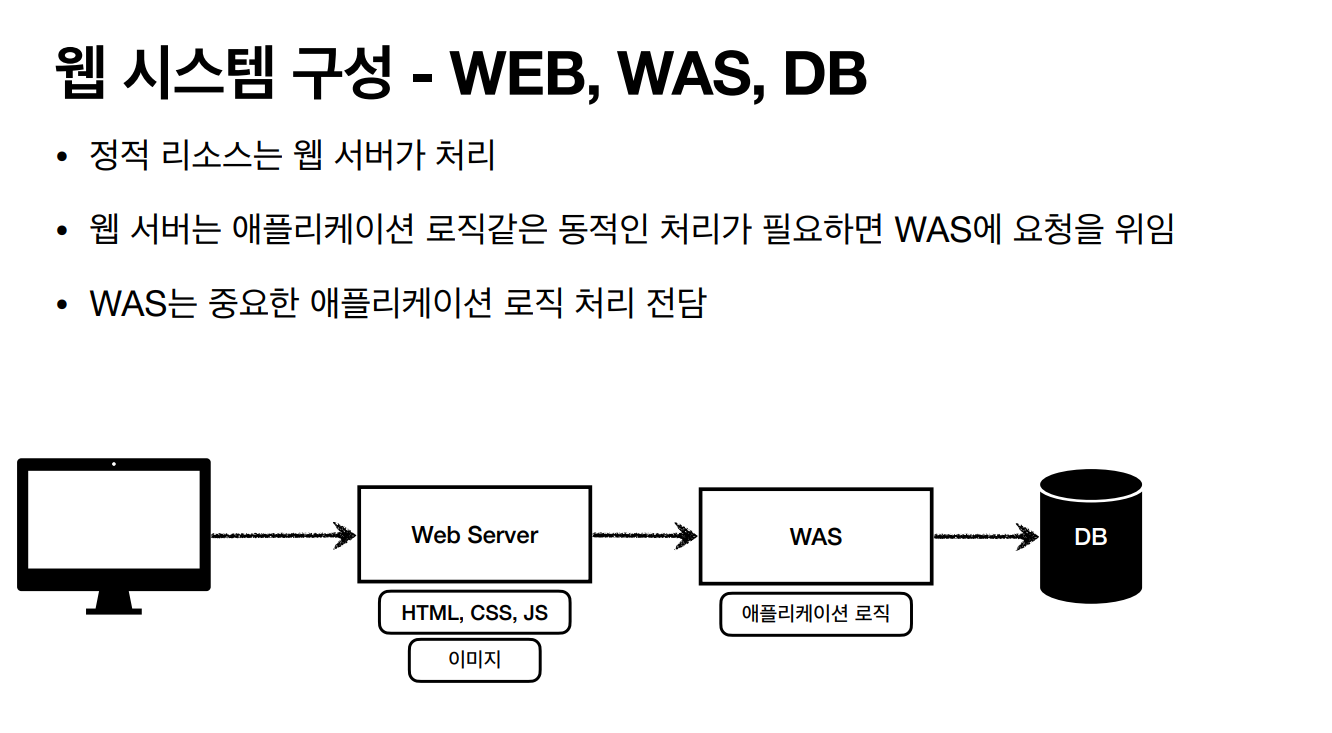 웹 시스템 구성 - WEB, WAS, DB
• 정적 리소스는 웹 서버가 처리
• 웹 서버는 애플리케이션 로직같은 동적인 처리가 필요하면 WAS에 요청을 위임
• WAS는 중요한 애플리케이션 로직 처리 전담
Web Server
WAS
DB
HTML, CSS, JS
애플리케이션 로직
이미지